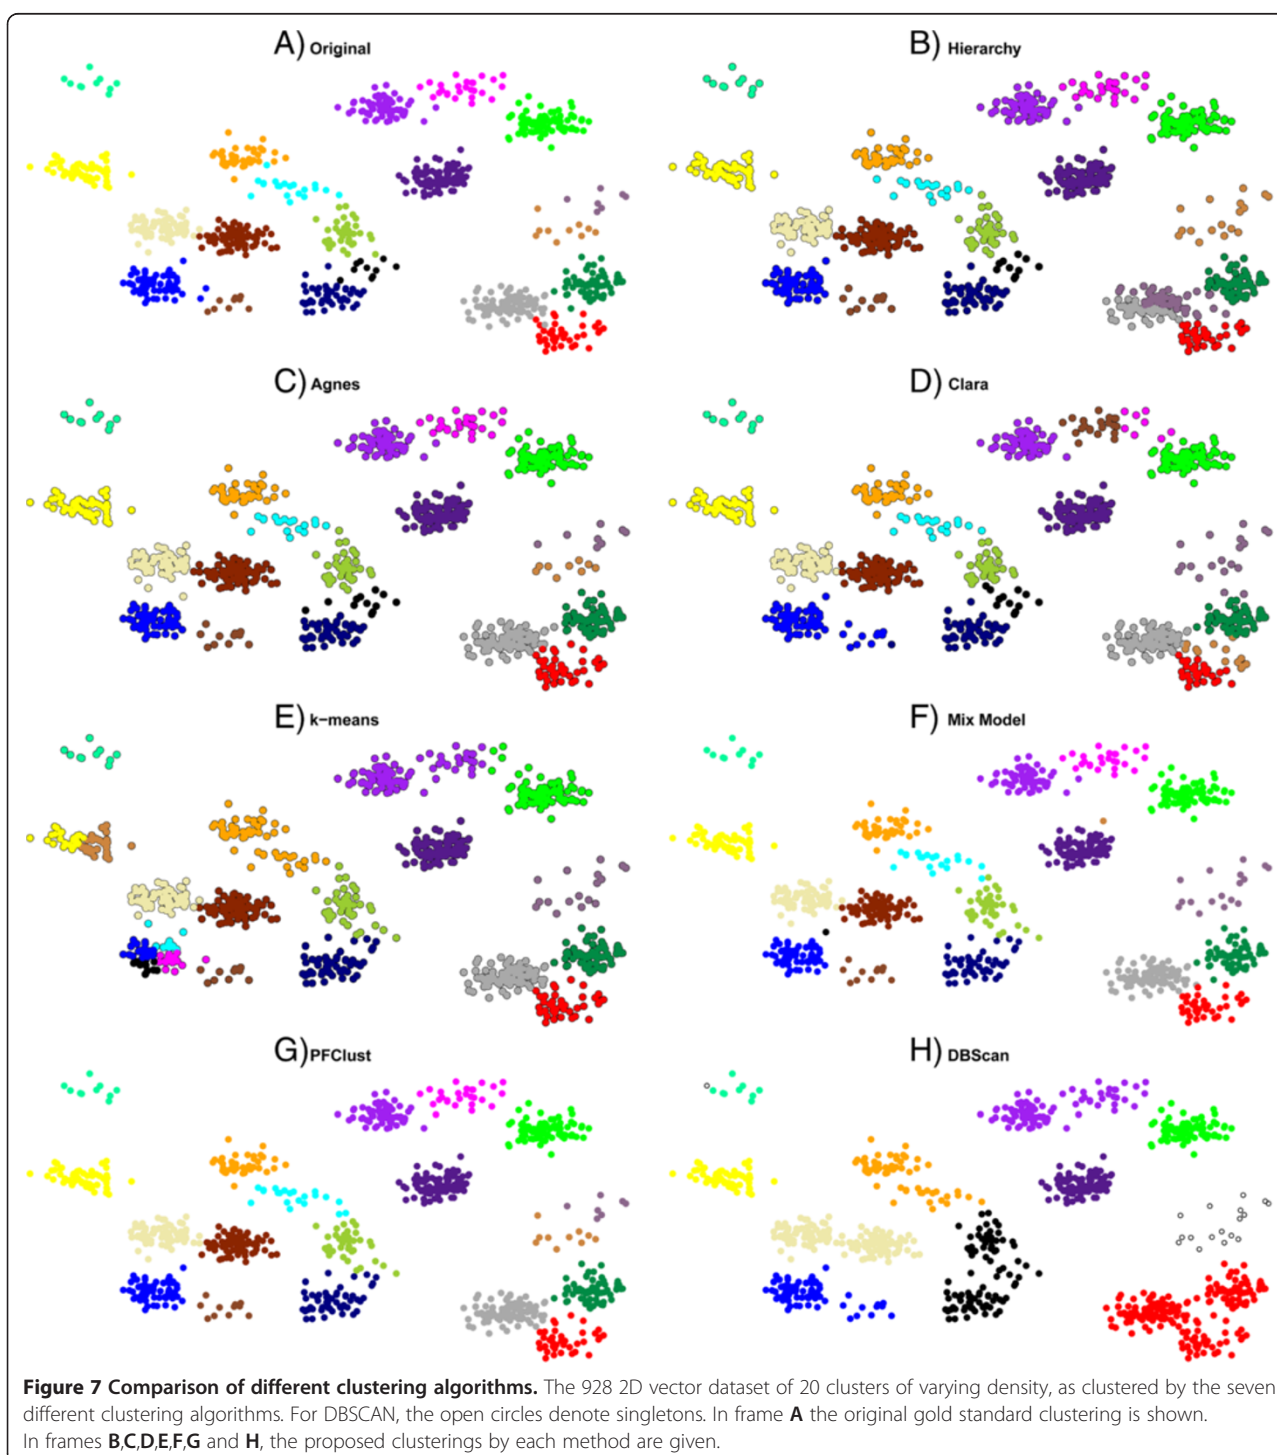 A) Original
B) Hierarchy
C) Agnes
D) Clara
E) k−means
F) Mix Model
G) PFClust
H) DBScan
Figure 7 Comparison of different clustering algorithms. The 928 2D vector dataset of 20 clusters of varying density, as clustered by the seven
different clustering algorithms. For DBSCAN, the open circles denote singletons. In frame A the original gold standard clustering is shown.
In frames B,C,D,E,F,G and H, the proposed clusterings by each method are given.